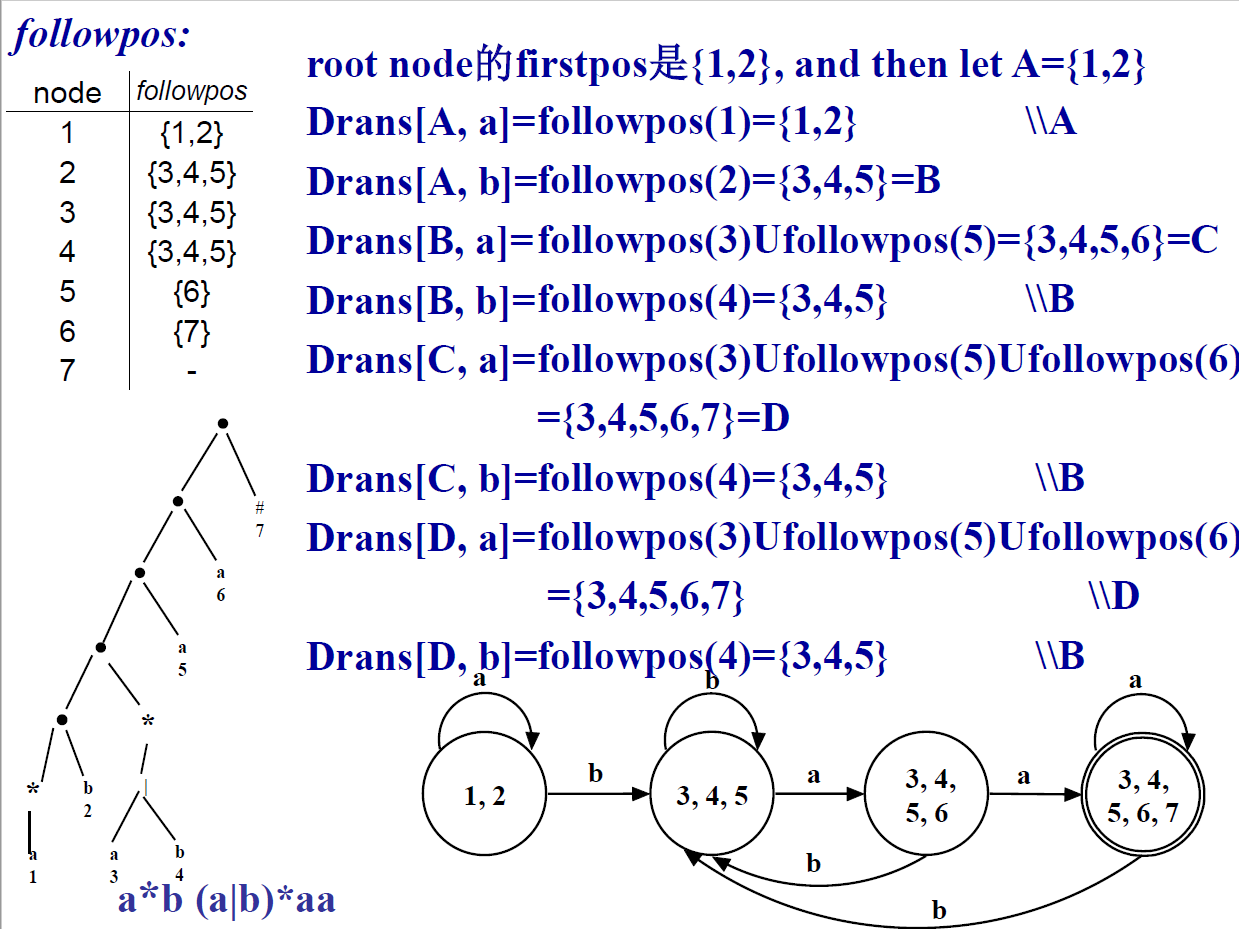 followpos:
node followpos
1 {1,2}
2 {3,4,5}
3 {3,4,5}
4 {3,4,5}
5 {6}
6 {7}
7 -
root node的firstpos是{1,2}, and then let A={1,2}
Drans[A, a]=followpos(1)={1,2} \\A
Drans[A, b]=followpos(2)={3,4,5}=B
Drans[B, a]=followpos(3)Ufollowpos(5)={3,4,5,6}=C
Drans[B, b]=followpos(4)={3,4,5} \\B
Drans[C, a]=followpos(3)Ufollowpos(5)Ufollowpos(6)
={3,4,5,6,7}=D
Drans[C, b]=followpos(4)={3,4,5} \\B
Drans[D, a]=followpos(3)Ufollowpos(5)Ufollowpos(6)
={3,4,5,6,7} \\D
Drans[D, b]=followpos(4)={3,4,5} \\B
#
7
a
6
a
5
*
*
b
2
|
a
1
a
3
b
4
a*b (a|b)*aa
a
b
a
b
a
a
1, 2
3, 4, 5
3, 4,
5, 6
3, 4,
5, 6, 7
b
b